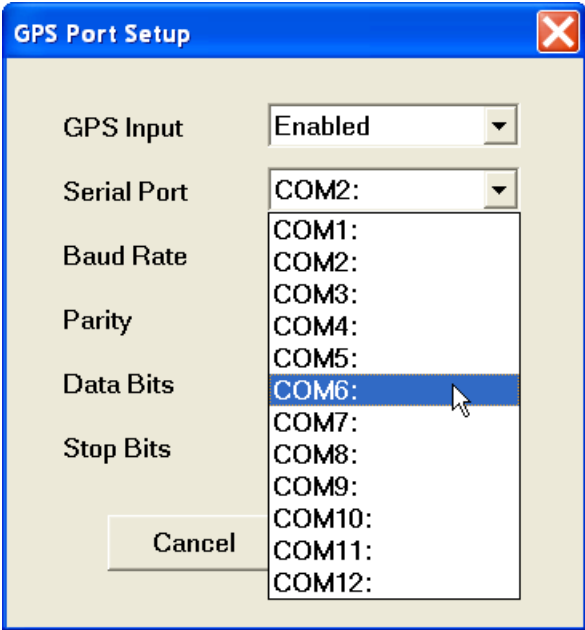 GPS Port Setup
GPS Input Enabled
Serial Port COM2:
COM1:
Baud Rate COM2:
COM3:
Parity COM4:
COM5:
Data Bits COM6:
COM7:
Stop Bits COM8:
COM9:
COM10:
Cancel COM11:
COM12: